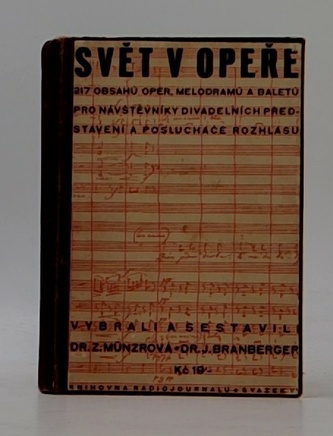 SVĚT V OPEŘE
217 OBSAHŮ OPER, MELODRAMŮ A BALETŮ
PRO NÁVŠTĚVNÍKY DIVADELNÍCH PŘED-
STAVENÍ A POSLUCHAČE ROZHLASU
VYBRALI A SESTAVILI
DR. Z. MÜNZROVÁ • DR. J. BRANBERGER
Kč 19
KNIHOVNA RADIOJOURNALU • SVAZEK